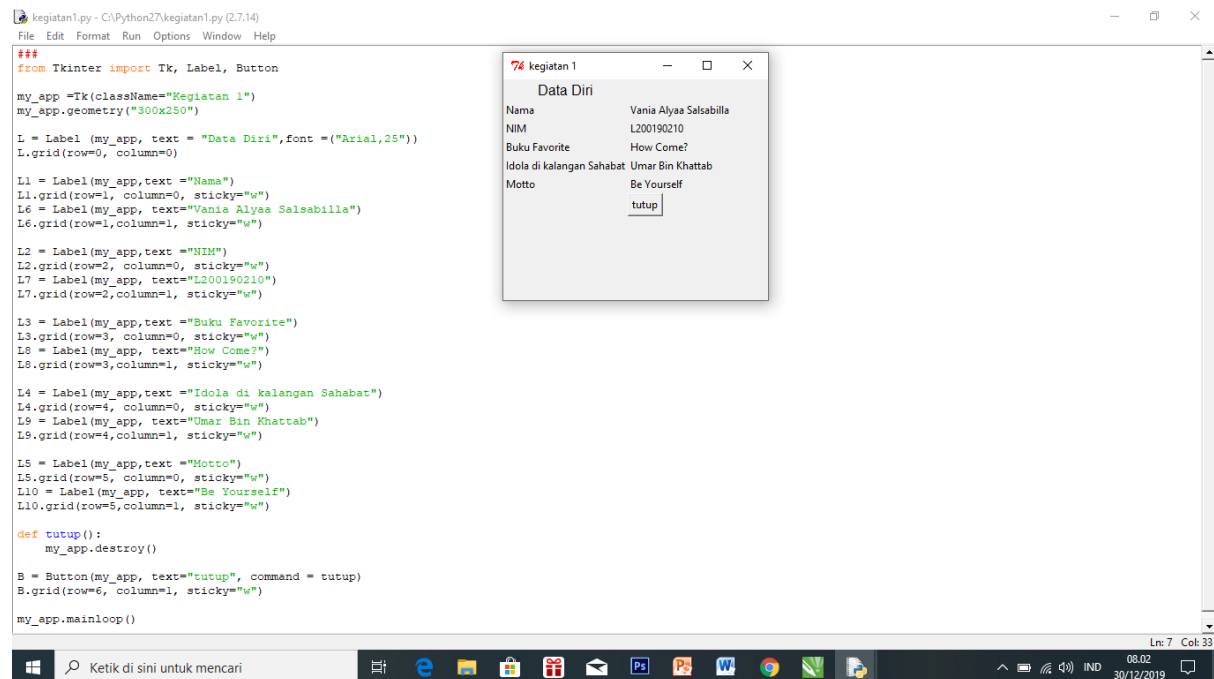 kegiatan1.py - C:\Python27\kegiatan1.py (2.7.14)
File Edit Format Run Options Window Help
###
from Tkinter import Tk, Label, Button
my_app =Tk(className="Kegiatan 1")
my_app.geometry("300x250")
L = Label (my_app, text = "Data Diri",font =("Arial,25"))
L.grid(row=0, column=0)
L1 = Label(my_app,text ="Nama")
L1.grid(row=1, column=0, sticky="w")
L6 = Label(my_app, text="Vania Alyaa Salsabilla")
L6.grid(row=1,column=1, sticky="w")
L2 = Label(my_app,text ="NIM")
L2.grid(row=2, column=0, sticky="w")
L7 = Label(my_app, text="L200190210")
L7.grid(row=2,column=1, sticky="w")
L3 = Label(my_app,text ="Buku Favorite")
L3.grid(row=3, column=0, sticky="w")
L8 = Label(my_app, text="How Come?")
L8.grid(row=3,column=1, sticky="w")
L4 = Label(my_app,text ="Idola di kalangan Sahabat")
L4.grid(row=4, column=0, sticky="w")
L9 = Label(my_app, text="Umar Bin Khattab")
L9.grid(row=4,column=1, sticky="w")
L5 = Label(my_app,text ="Motto")
L5.grid(row=5, column=0, sticky="w")
L10 = Label(my_app, text="Be Yourself")
L10.grid(row=5,column=1, sticky="w")
def tutup():
    my_app.destroy()
B = Button(my_app, text="tutup", command = tutup)
B.grid(row=6, column=1, sticky="w")
my_app.mainloop()
kegiatan 1
Data Diri
Nama Vania Alyaa Salsabilla
NIM L200190210
Buku Favorite How Come?
Idola di kalangan Sahabat Umar Bin Khattab
Motto Be Yourself
tutup
Ln: 7 Col: 33
Ketik di sini untuk mencari
Ps
IND
08.02
30/12/2019